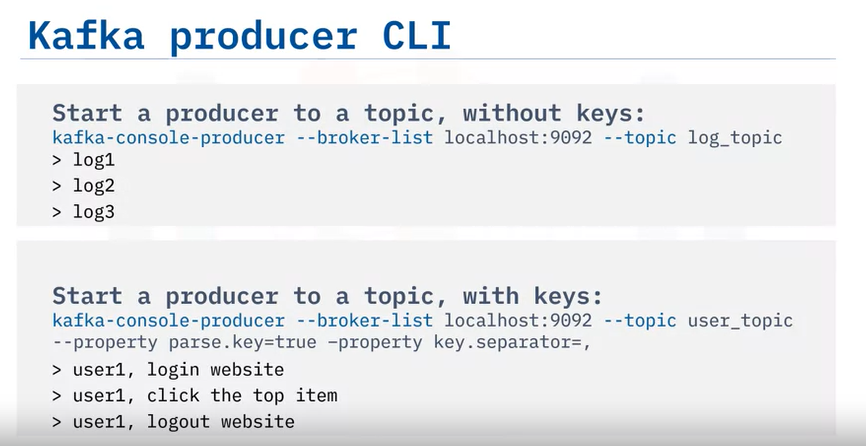 Kafka producer CLI
Start a producer to a topic, without keys:
kafka-console-producer --broker-list localhost:9092 --topic log_topic
> log1
> log2
> log3
Start a producer to a topic, with keys:
kafka-console-producer --broker-list localhost:9092 --topic user_topic
--property parse.key=true –property key.separator=,
> user1, login website
> user1, click the top item
> user1, logout website